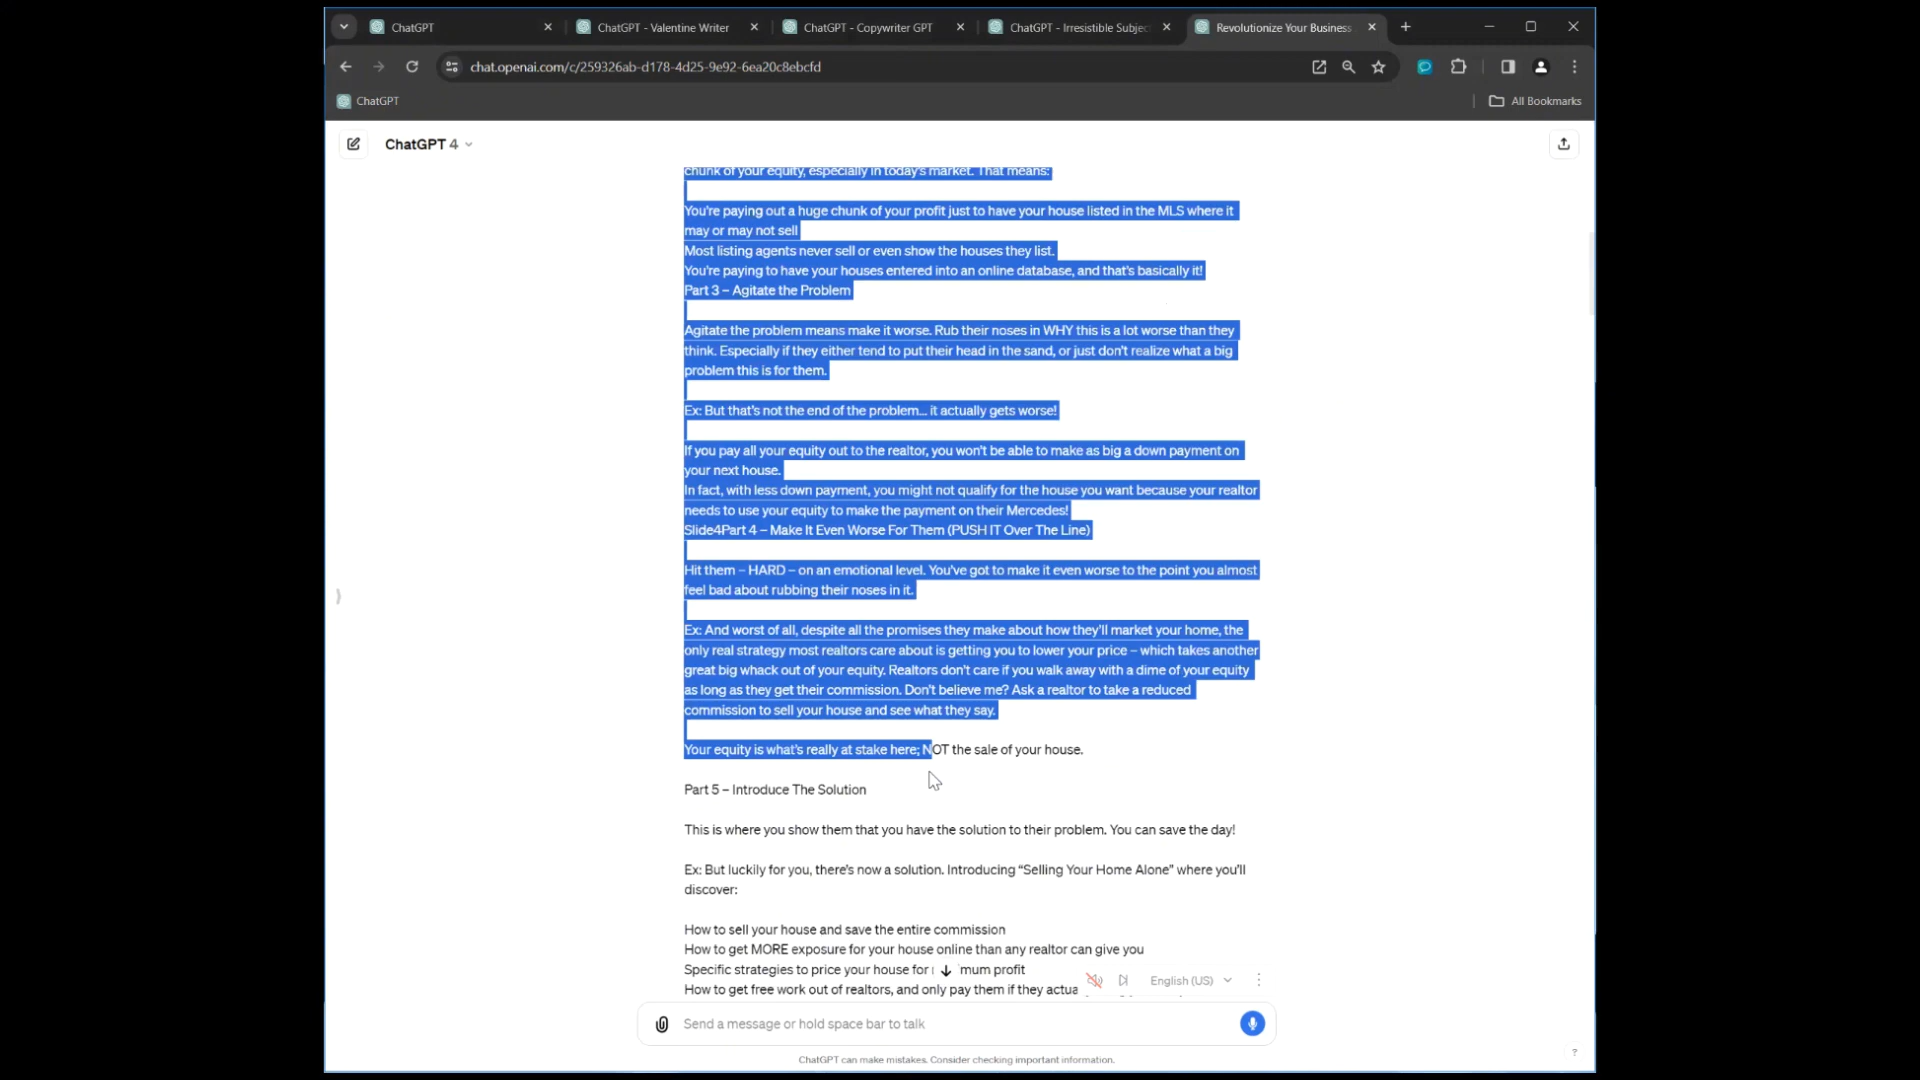 ChatGPT
ChatGPT - Valentine Writer
ChatGPT - Copywriter GPT
ChatGPT - Irresistible Subjec
Revolutionize Your Business
chat.openai.com/c/259326ab-d178-4d25-9e92-6ea20c8ebcfd
ChatGPT
All Bookmarks
ChatGPT 4
chunk of your equity, especially in today's market. That means:
You're paying out a huge chunk of your profit just to have your house listed in the MLS where it
may or may not sell
Most listing agents never sell or even show the houses they list.
You're paying to have your houses entered into an online database, and that's basically it!
Part 3 – Agitate the Problem
Agitate the problem means make it worse. Rub their noses in WHY this is a lot worse than they
think. Especially if they either tend to put their head in the sand, or just don't realize what a big
problem this is for them.
Ex: But that's not the end of the problem… it actually gets worse!
If you pay all your equity out to the realtor, you won't be able to make as big a down payment on
your next house.
In fact, with less down payment, you might not qualify for the house you want because your realtor
needs to use your equity to make the payment on their Mercedes!
Slide4Part 4 – Make It Even Worse For Them (PUSH IT Over The Line)
Hit them – HARD – on an emotional level. You've got to make it even worse to the point you almost
feel bad about rubbing their noses in it.
Ex: And worst of all, despite all the promises they make about how they'll market your home, the
only real strategy most realtors care about is getting you to lower your price – which takes another
great big whack out of your equity. Realtors don't care if you walk away with a dime of your equity
as long as they get their commission. Don't believe me? Ask a realtor to take a reduced
commission to sell your house and see what they say.
Your equity is what's really at stake here; NOT the sale of your house.
Part 5 – Introduce The Solution
This is where you show them that you have the solution to their problem. You can save the day!
Ex: But luckily for you, there's now a solution. Introducing "Selling Your Home Alone" where you'll
discover:
How to sell your house and save the entire commission
How to get MORE exposure for your house online than any realtor can give you
Specific strategies to price your house for mum profit
How to get free work out of realtors, and only pay them if they actua
English (US)
Send a message or hold space bar to talk
ChatGPT can make mistakes. Consider checking important information.
?